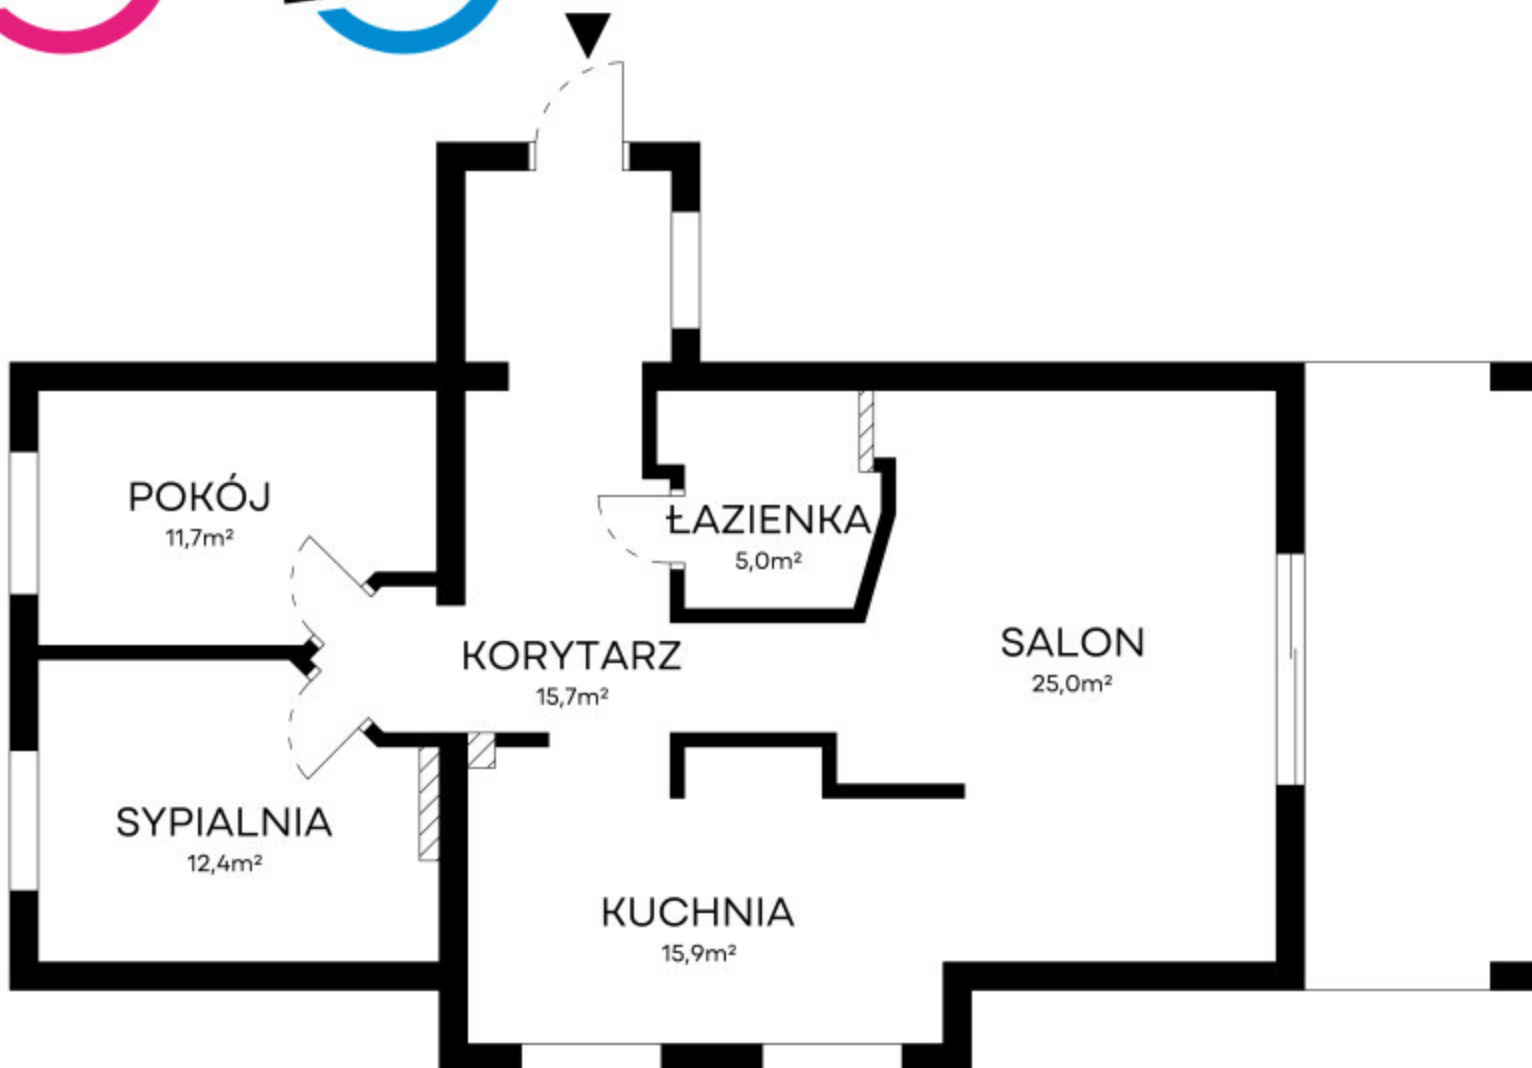 POKÓJ
11,7m²
ŁAZIENKA
5,0m²
KORYTARZ
15,7m²
SALON
25,0m²
SYPIALNIA
12,4m²
KUCHNIA
15,9m²